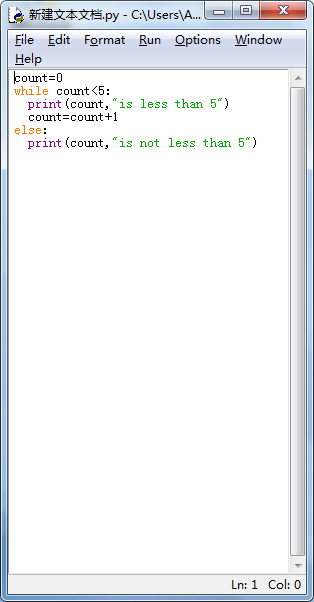 新建文本文档.py - C:\Users\A...
File Edit Format Run Options Window
Help
count=0
while count<5:
  print(count,"is less than 5")
  count=count+1
else:
  print(count,"is not less than 5")
Ln: 1 Col: 0